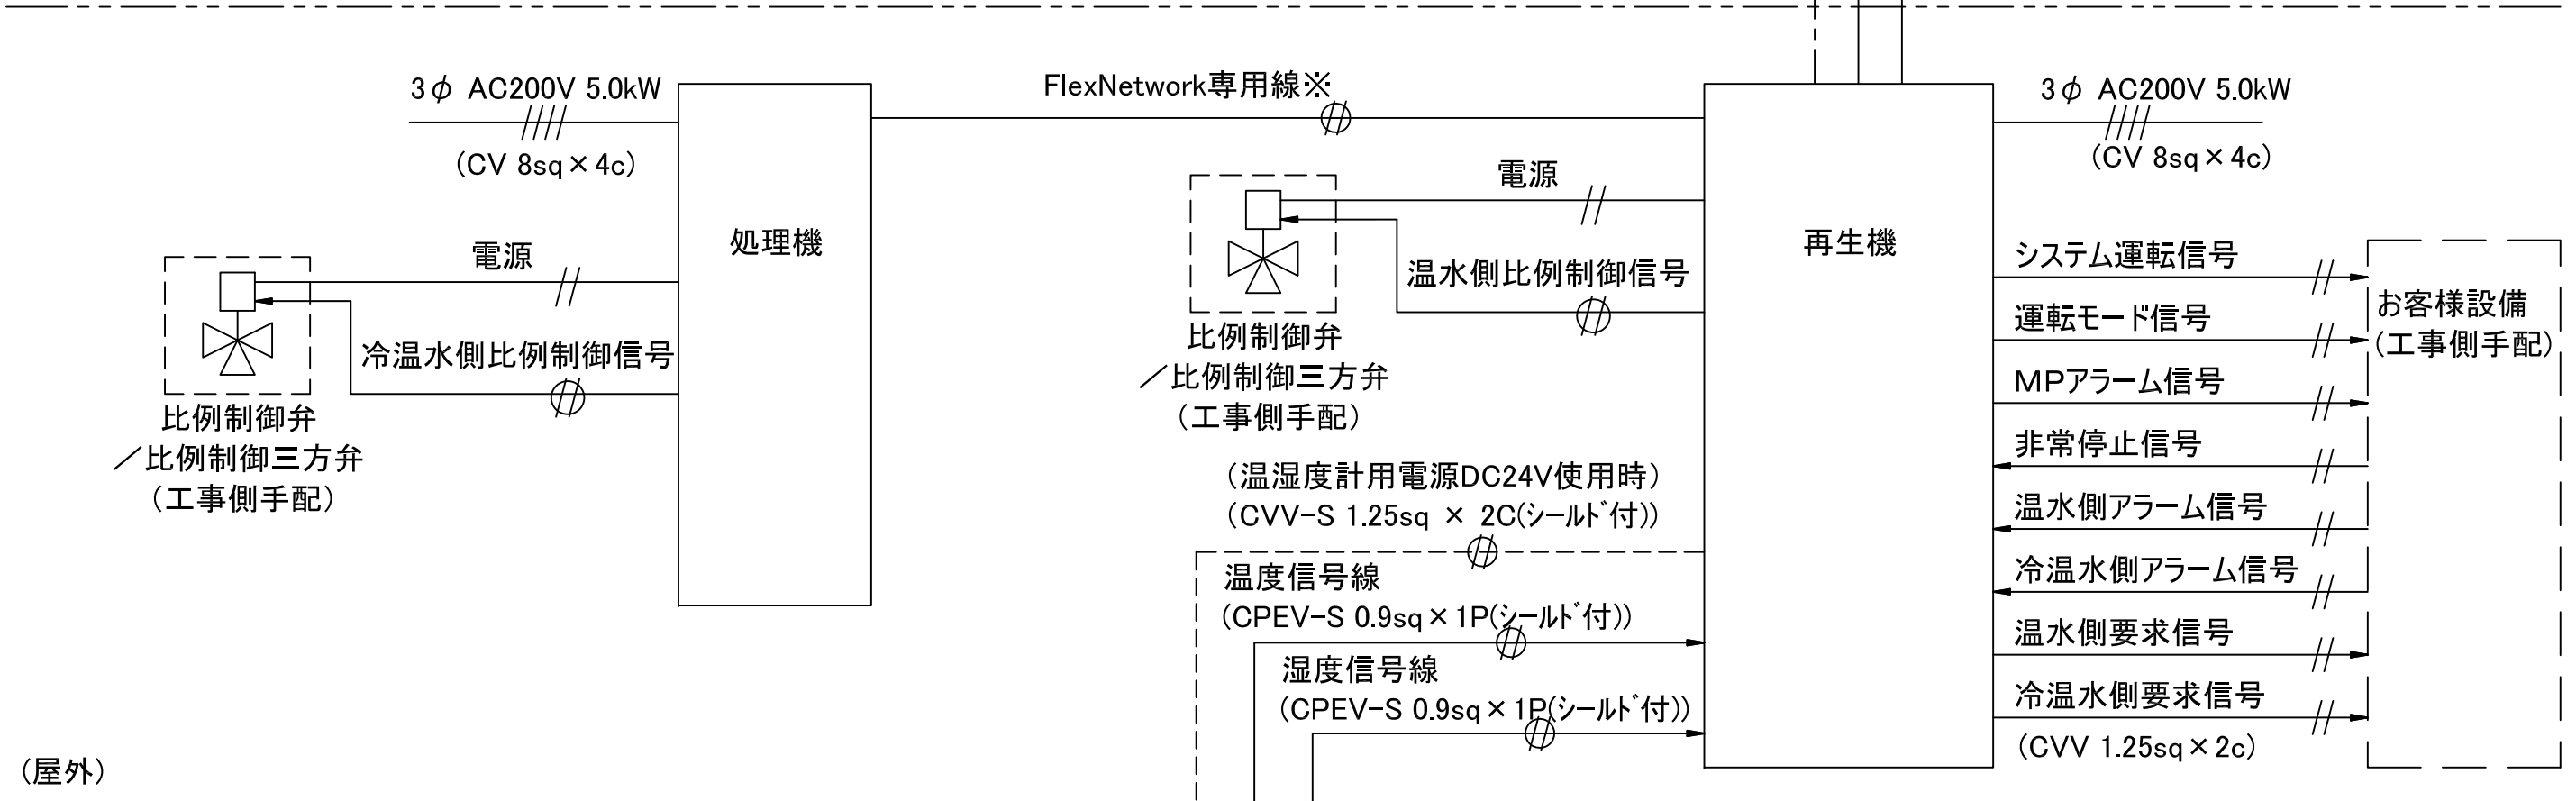 3φ AC200V 5.0kW
(CV 8sq×4c)
処理機
電源
冷温水側比例制御信号
比例制御弁
／比例制御三方弁
(工事側手配)
FlexNetwork専用線※
電源
温水側比例制御信号
比例制御弁
／比例制御三方弁
(工事側手配)
(温湿度計用電源DC24V使用時)
(CVV-S 1.25sq × 2C(ｼｰﾙﾄﾞ付))
温度信号線
(CPEV-S 0.9sq×1P(ｼｰﾙﾄﾞ付))
湿度信号線
(CPEV-S 0.9sq×1P(ｼｰﾙﾄﾞ付))
再生機
3φ AC200V 5.0kW
(CV 8sq×4c)
システム運転信号
運転モード信号
MPアラーム信号
非常停止信号
温水側アラーム信号
冷温水側アラーム信号
温水側要求信号
冷温水側要求信号
(CVV 1.25sq×2c)
お客様設備
(工事側手配)
(屋外)